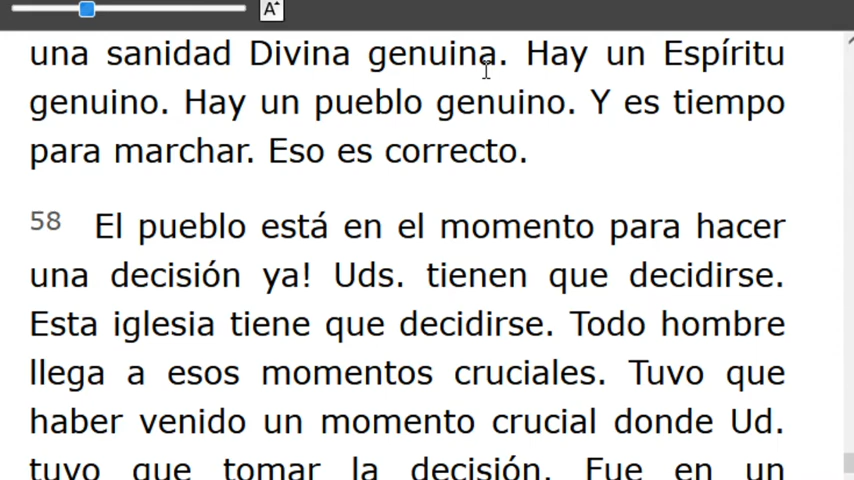 A
una sanidad Divina genuina. Hay un Espíritu
genuino. Hay un pueblo genuino. Y es tiempo
para marchar. Eso es correcto.
58 El pueblo está en el momento para hacer
una decisión ya! Uds. tienen que decidirse.
Esta iglesia tiene que decidirse. Todo hombre
llega a esos momentos cruciales. Tuvo que
haber venido un momento crucial donde Ud.
tuvo que tomar la decisión. Fue en un